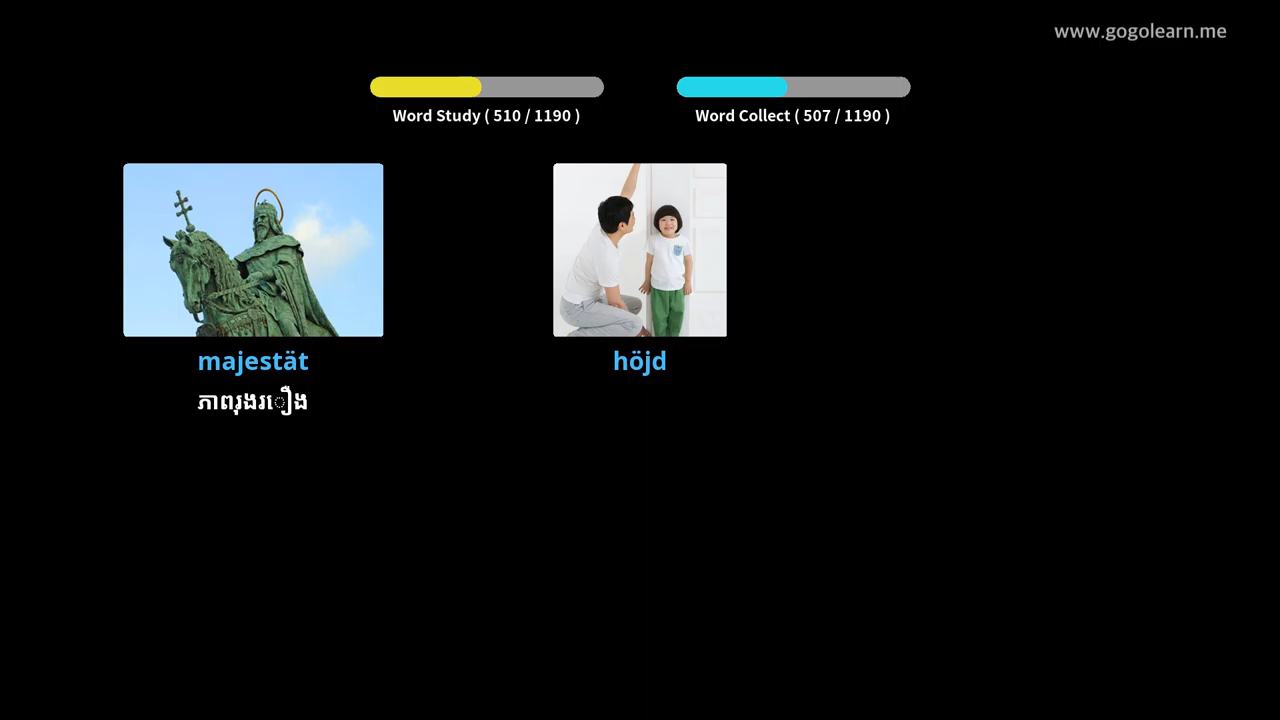 www.gogolearn.me
Word Study ( 510 / 1190 )
Word Collect ( 507 / 1190 )
majestät
höjd
ភាពរុងរឿង